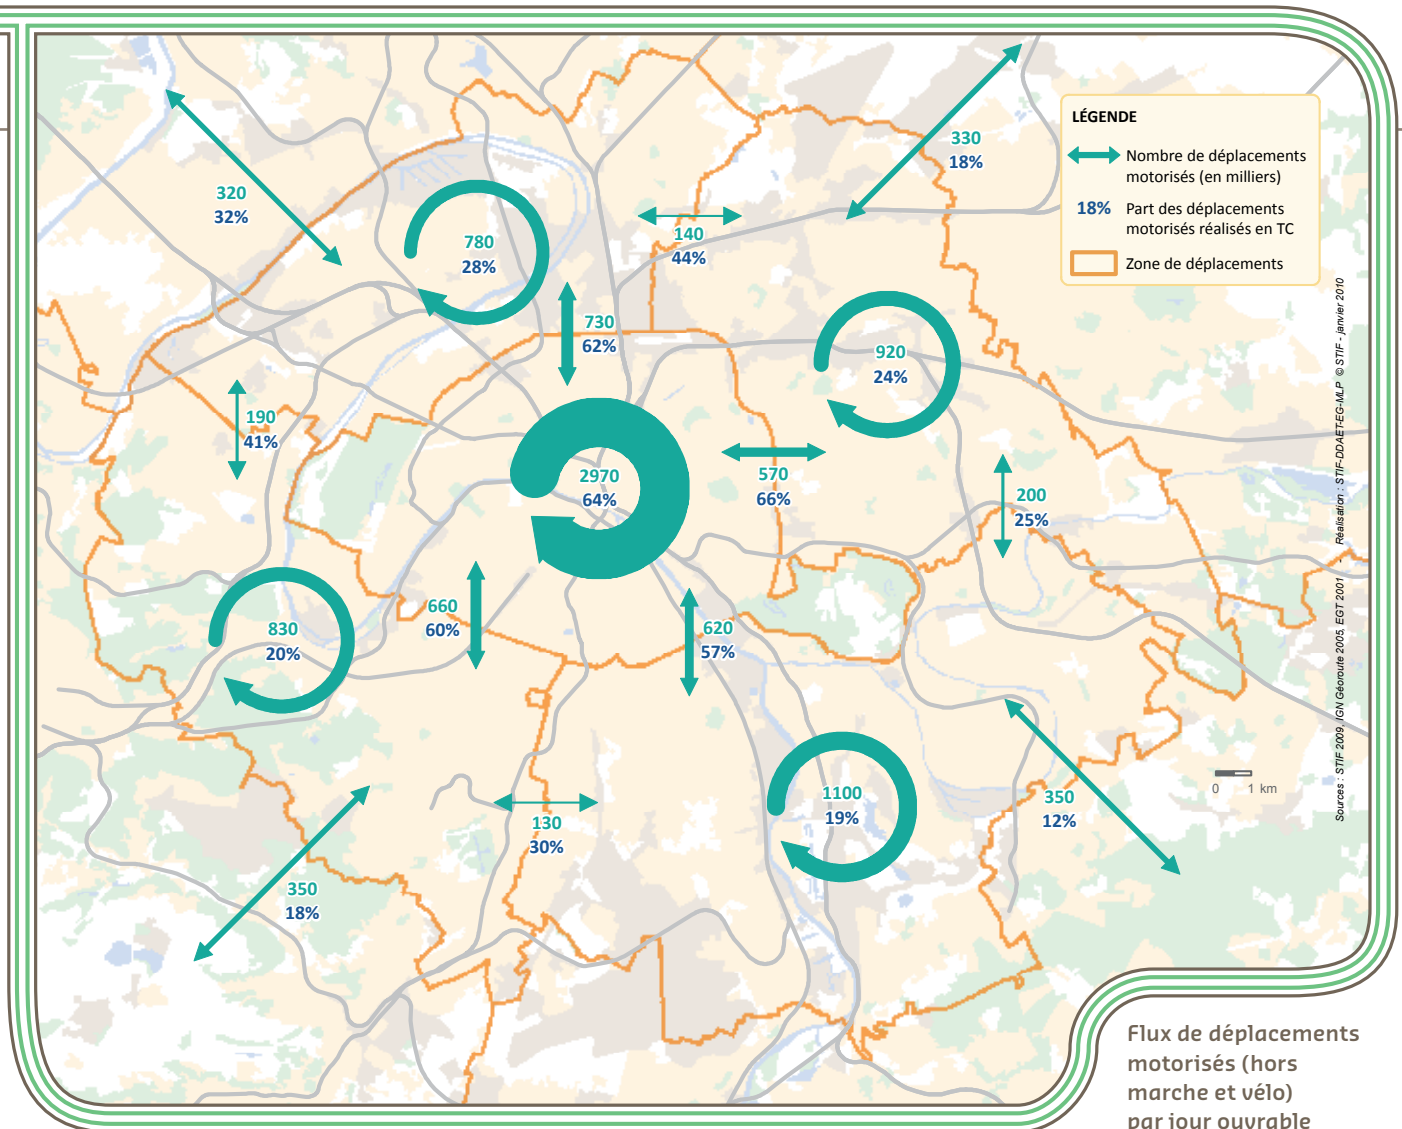 LÉGENDE
Nombre de déplacements
motorisés (en milliers)
18% Part des déplacements
motorisés réalisés en TC
Zone de déplacements
330
18%
320
32%
780
28%
140
44%
730
62%
920
24%
190
41%
2970
64%
570
66%
200
25%
660
60%
620
57%
830
20%
1100
19%
350
12%
130
30%
350
18%
0 1 km
Sources : STIF 2009, IGN Géoroute 2005, EGT 2001 - Réalisation : STIF-DDAET-EG-MLP © STIF - janvier 2010
Flux de déplacements
motorisés (hors
marche et vélo)
par jour ouvrable